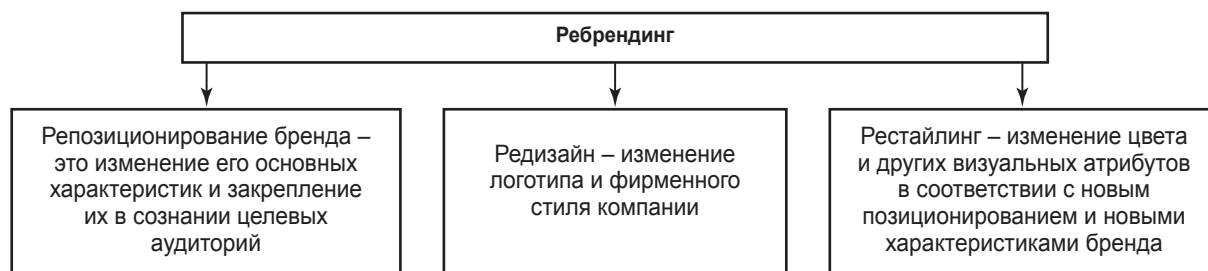 Ребрендинг
Репозиционирование бренда –
это изменение его основных
характеристик и закрепление
их в сознании целевых
аудиторий
Редизайн – изменение
логотипа и фирменного
стиля компании
Рестайлинг – изменение цвета
и других визуальных атрибутов
в соответствии с новым
позиционированием и новыми
характеристиками бренда